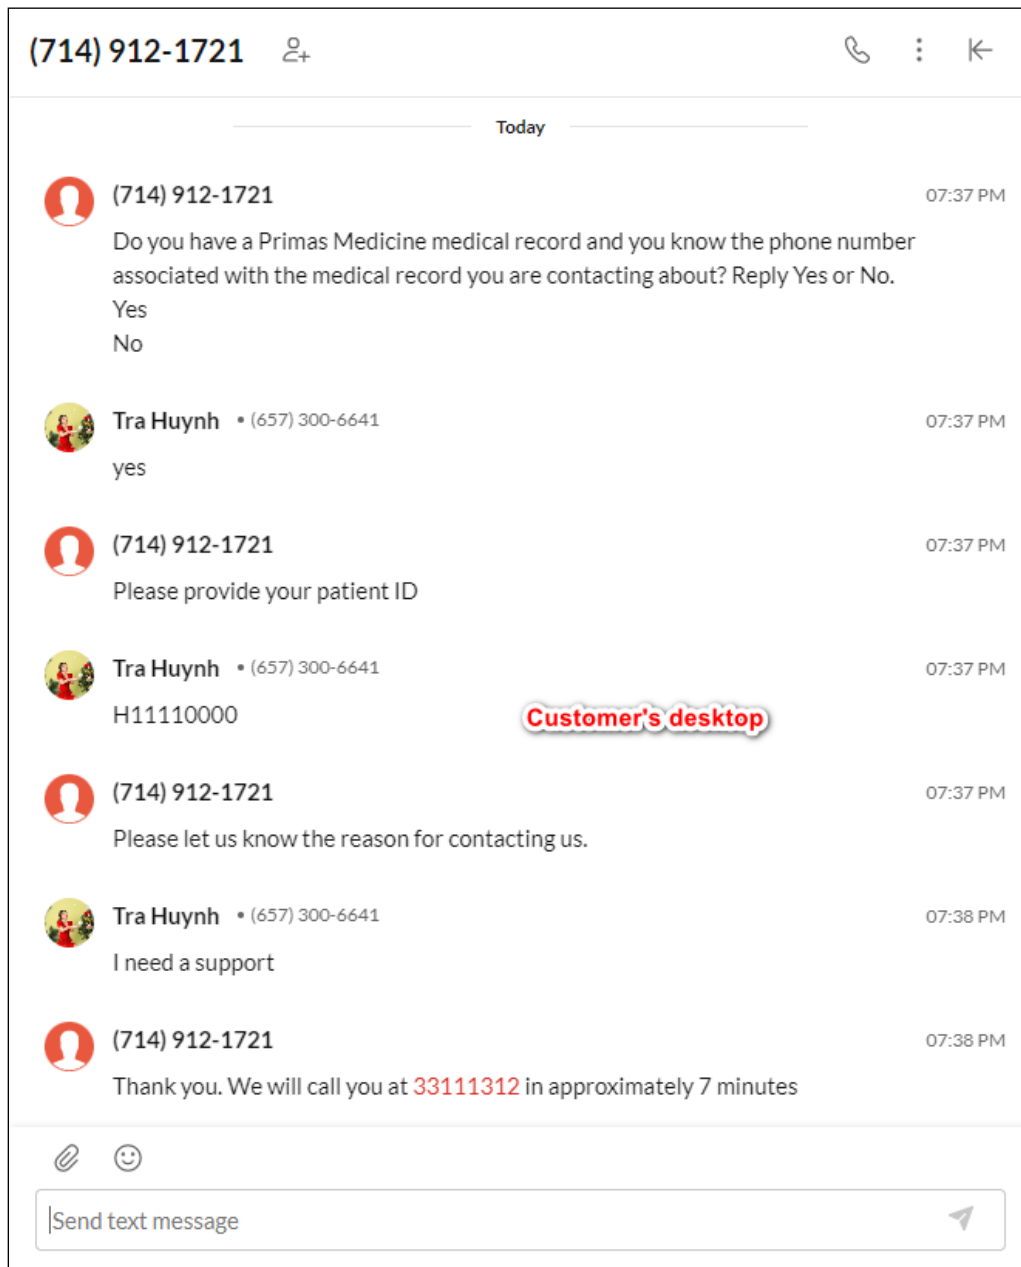 (714) 912-1721
Today
(714) 912-1721 07:37 PM
Do you have a Primas Medicine medical record and you know the phone number
associated with the medical record you are contacting about? Reply Yes or No.
Yes
No
Tra Huynh • (657) 300-6641 07:37 PM
yes
(714) 912-1721 07:37 PM
Please provide your patient ID
Tra Huynh • (657) 300-6641 07:37 PM
H11110000
Customer's desktop
(714) 912-1721 07:37 PM
Please let us know the reason for contacting us.
Tra Huynh • (657) 300-6641 07:38 PM
I need a support
(714) 912-1721 07:38 PM
Thank you. We will call you at 33111312 in approximately 7 minutes
Send text message